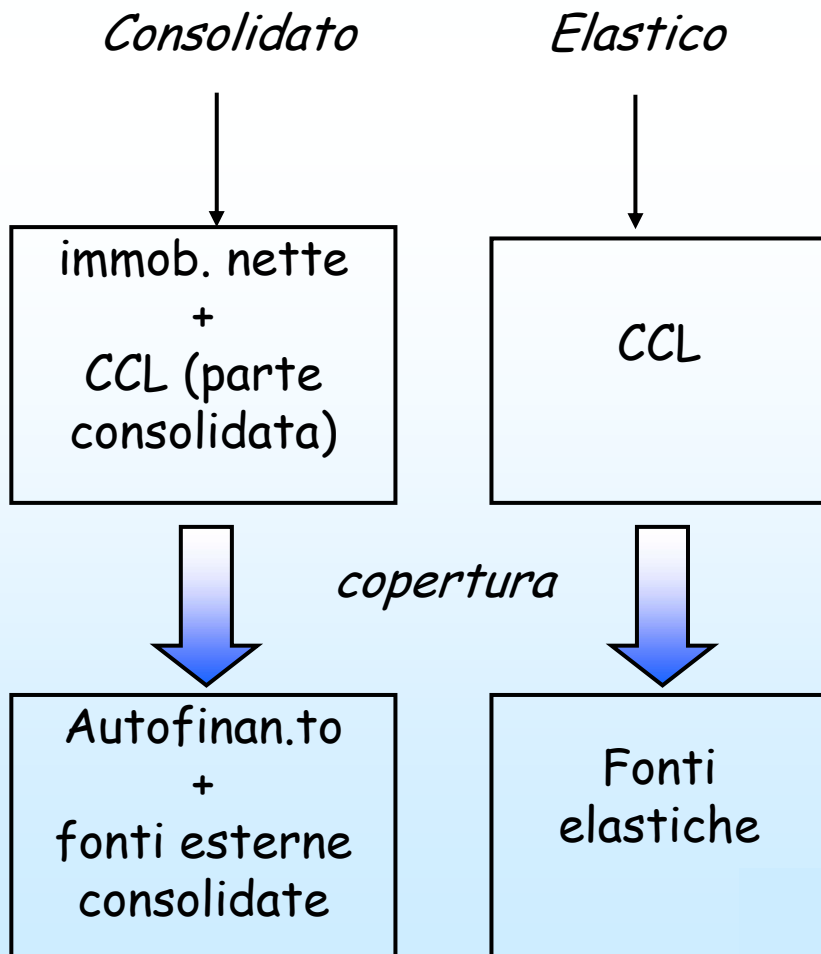 Consolidato
Elastico
immob. nette
+
CCL (parte
consolidata)
CCL
copertura
Autofinan.to
+
fonti esterne
consolidate
Fonti
elastiche